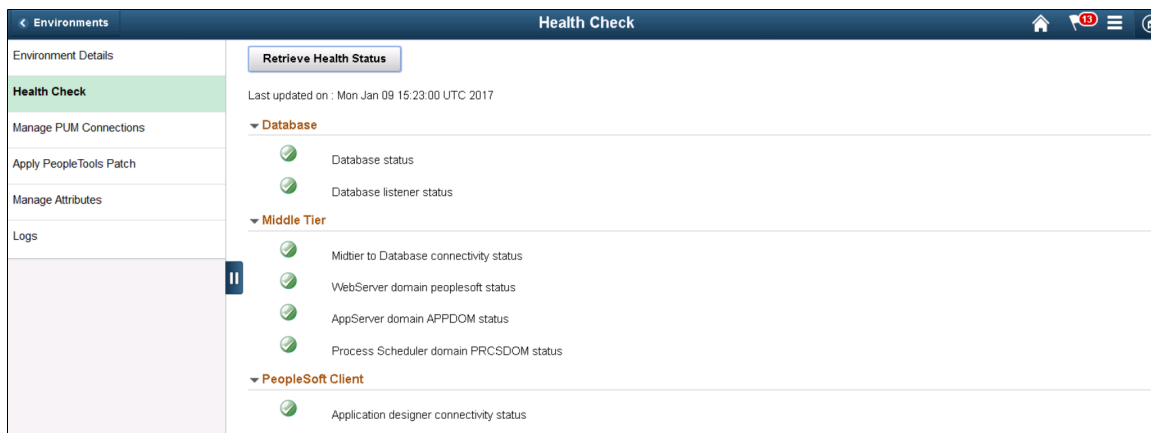 Environments
Health Check
13
Environment Details
Health Check
Manage PUM Connections
Apply PeopleTools Patch
Manage Attributes
Logs
Retrieve Health Status
Last updated on : Mon Jan 09 15:23:00 UTC 2017
Database
Database status
Database listener status
Middle Tier
Midtier to Database connectivity status
WebServer domain peoplesoft status
AppServer domain APPDOM status
Process Scheduler domain PRCSDOM status
PeopleSoft Client
Application designer connectivity status